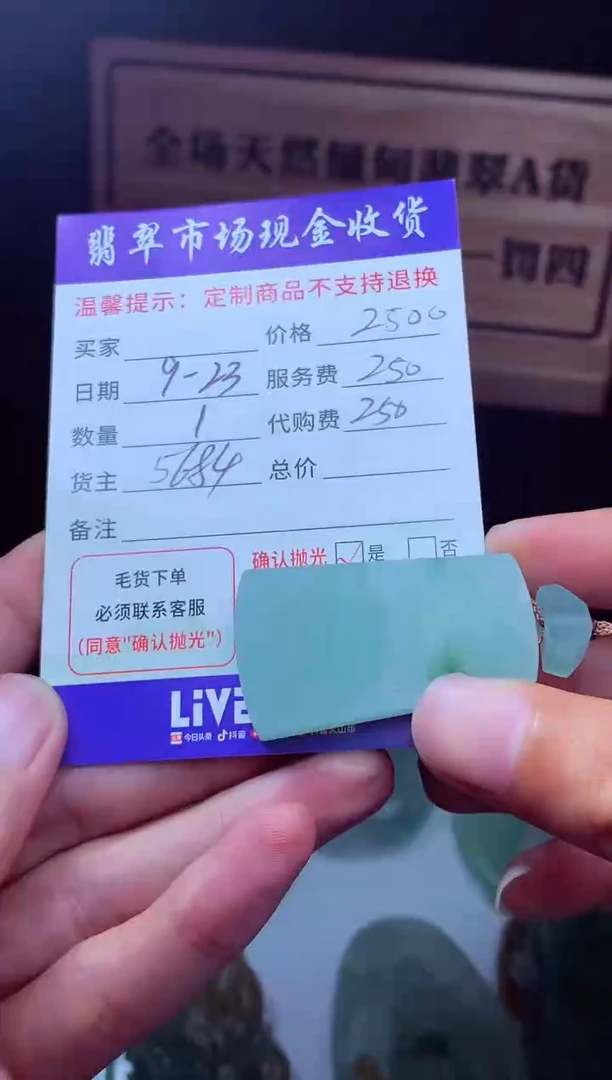 全场天然缅甸翡翠A货
一罚四
翡翠市场现金收货
温馨提示：定制商品不支持退换
买家 价格 2500
日期 9-23 服务费 250
数量 1 代购费 250
货主 5684 总价
备注
确认抛光 是 否
毛货下单
必须联系客服
(同意"确认抛光")
LIVE
今日头条 抖音